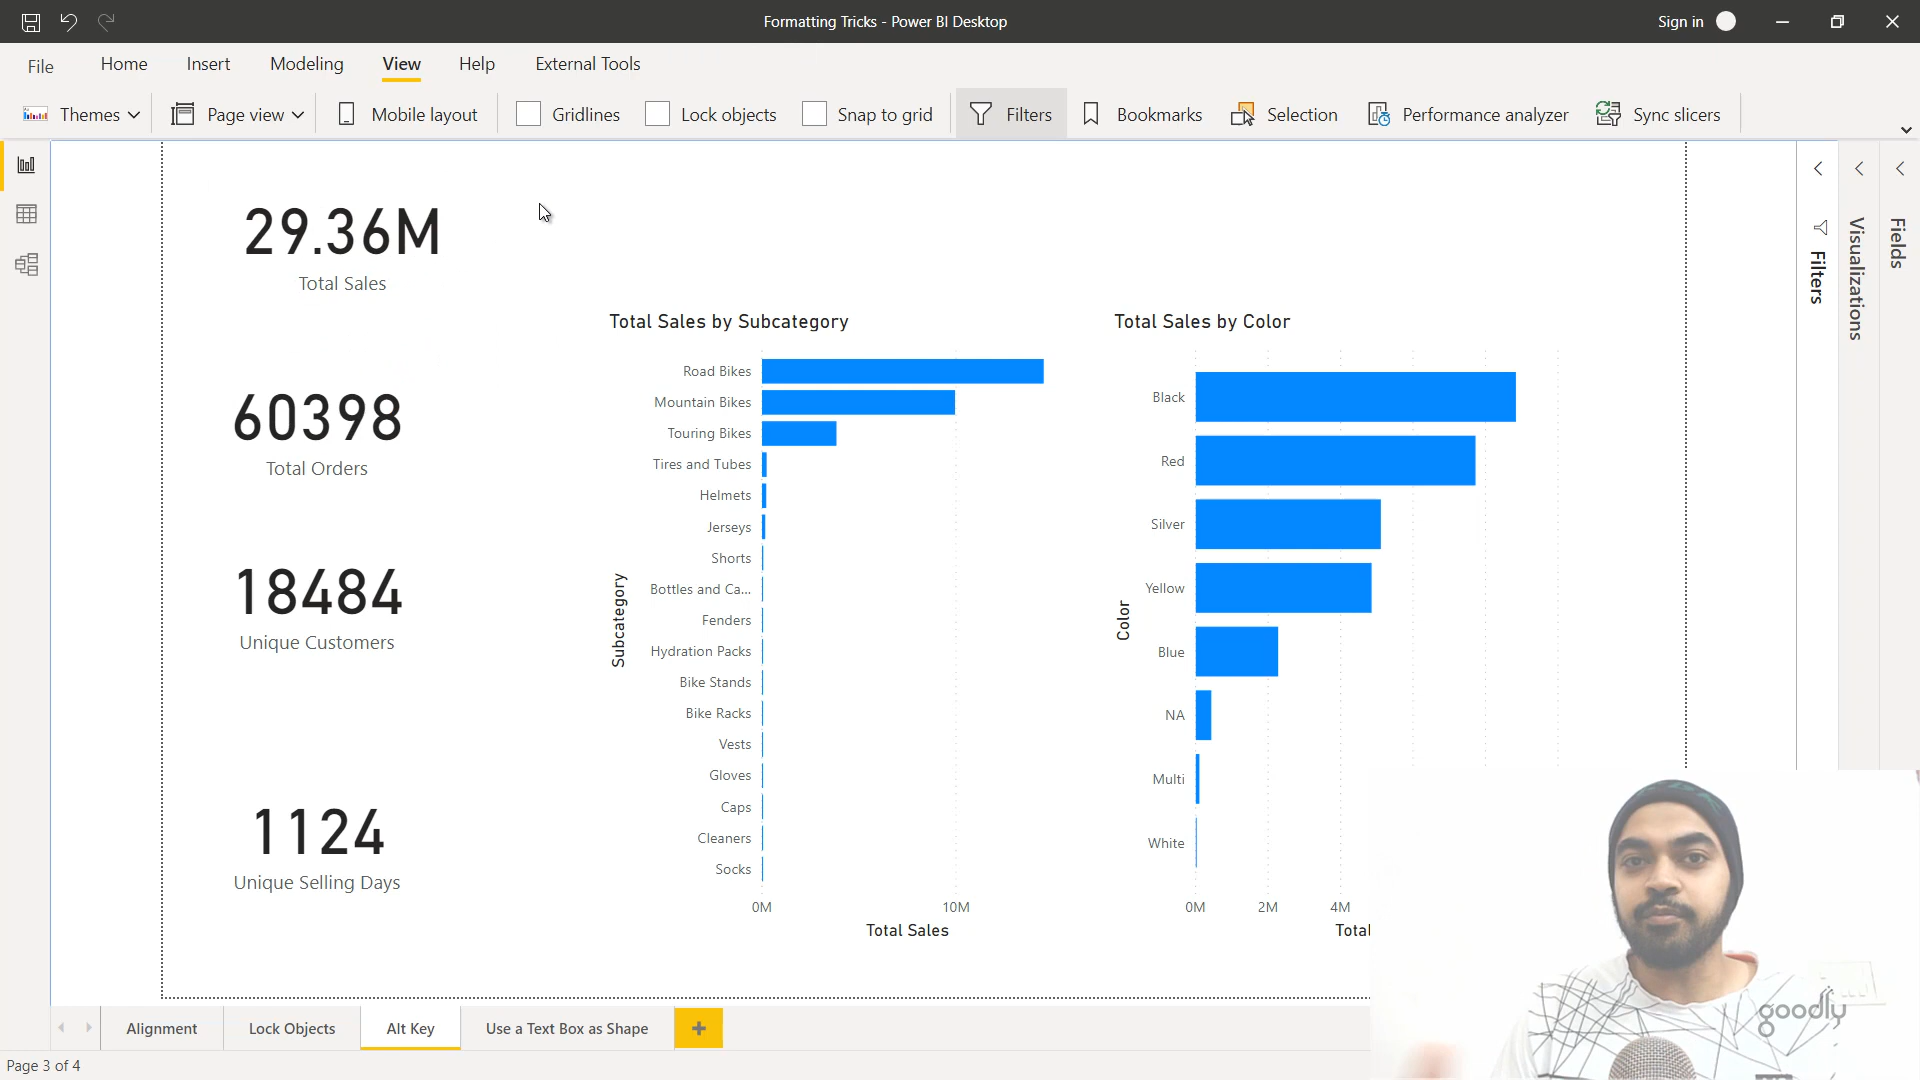 Formatting Tricks - Power BI Desktop
Sign in
File Home Insert Modeling View Help External Tools
Themes Page view Mobile layout Gridlines Lock objects Snap to grid Filters Bookmarks Selection Performance analyzer Sync slicers
29.36M
Total Sales
60398
Total Orders
18484
Unique Customers
1124
Unique Selling Days
Total Sales by Subcategory
Subcategory
Road Bikes
Mountain Bikes
Touring Bikes
Tires and Tubes
Helmets
Jerseys
Shorts
Bottles and Ca...
Fenders
Hydration Packs
Bike Stands
Bike Racks
Vests
Gloves
Caps
Cleaners
Socks
0M 10M
Total Sales
Total Sales by Color
Color
Black
Red
Silver
Yellow
Blue
NA
Multi
White
0M 2M 4M
Total
Filters
Visualizations
Fields
goodly
Alignment Lock Objects Alt Key Use a Text Box as Shape
Page 3 of 4